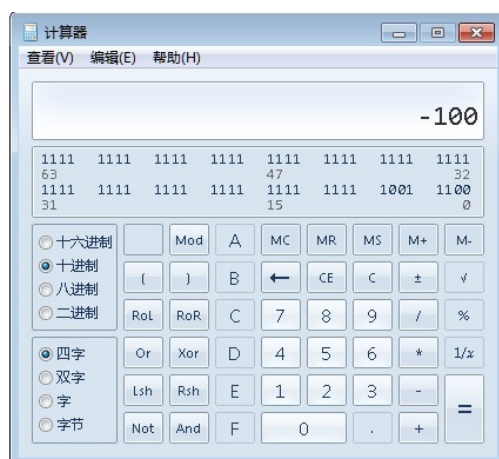 计算器
查看(V) 编辑(E) 帮助(H)
-100
1111 1111 1111 1111 1111 1111 1111 1111
63 47 32
1111 1111 1111 1111 1111 1111 1001 1100
31 15 0
十六进制 Mod A MC MR MS M+ M-
十进制 ( ) B ← CE C ± √
八进制
二进制 RoL RoR C 7 8 9 / %
四字 Or Xor D 4 5 6 * 1/x
双字 Lsh Rsh E 1 2 3 - =
字
字节 Not And F 0 . +